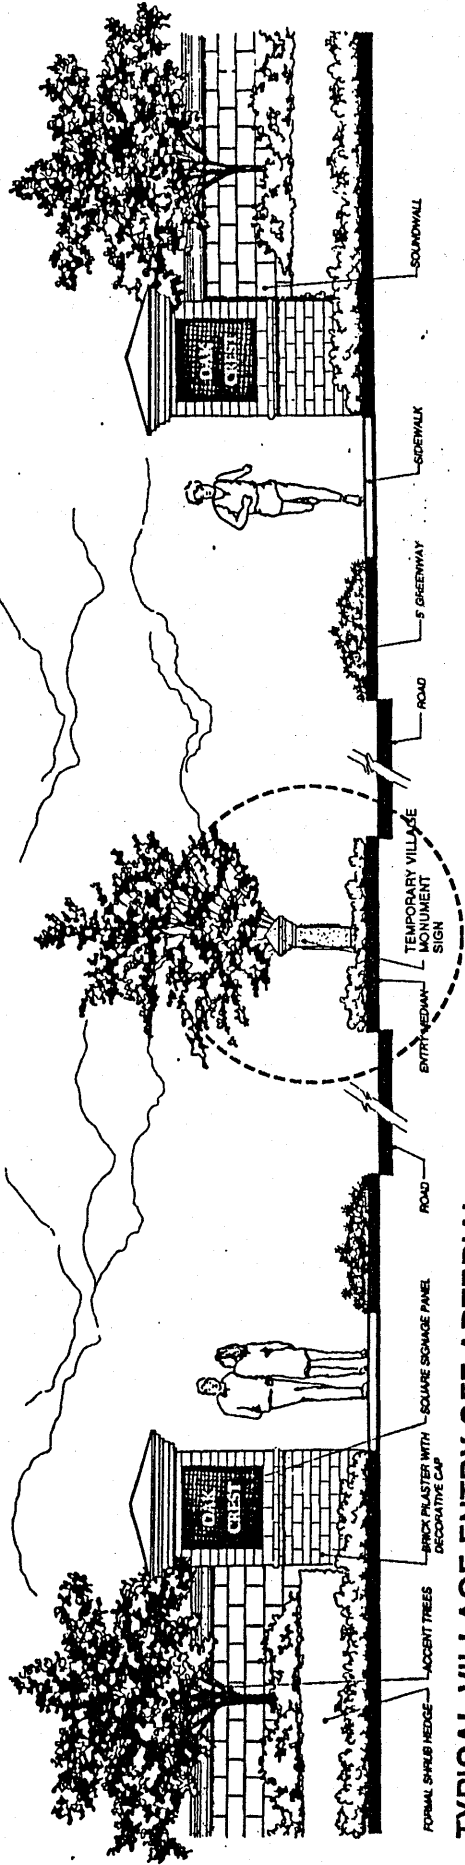 OAK
CREST
OAK
CREST
FORMAL SHRUB HEDGE
ACCENT TREES
BRICK PILASTER WITH
DECORATIVE CAP
SQUARE SIGNAGE PANEL
ROAD
ENTRY MEDIAN
TEMPORARY VILLAGE
MONUMENT
SIGN
ROAD
5' GREENWAY
SIDEWALK
SOUNDWALL
TYPICAL VILLAGE ENTRY OFF ARTERIAL